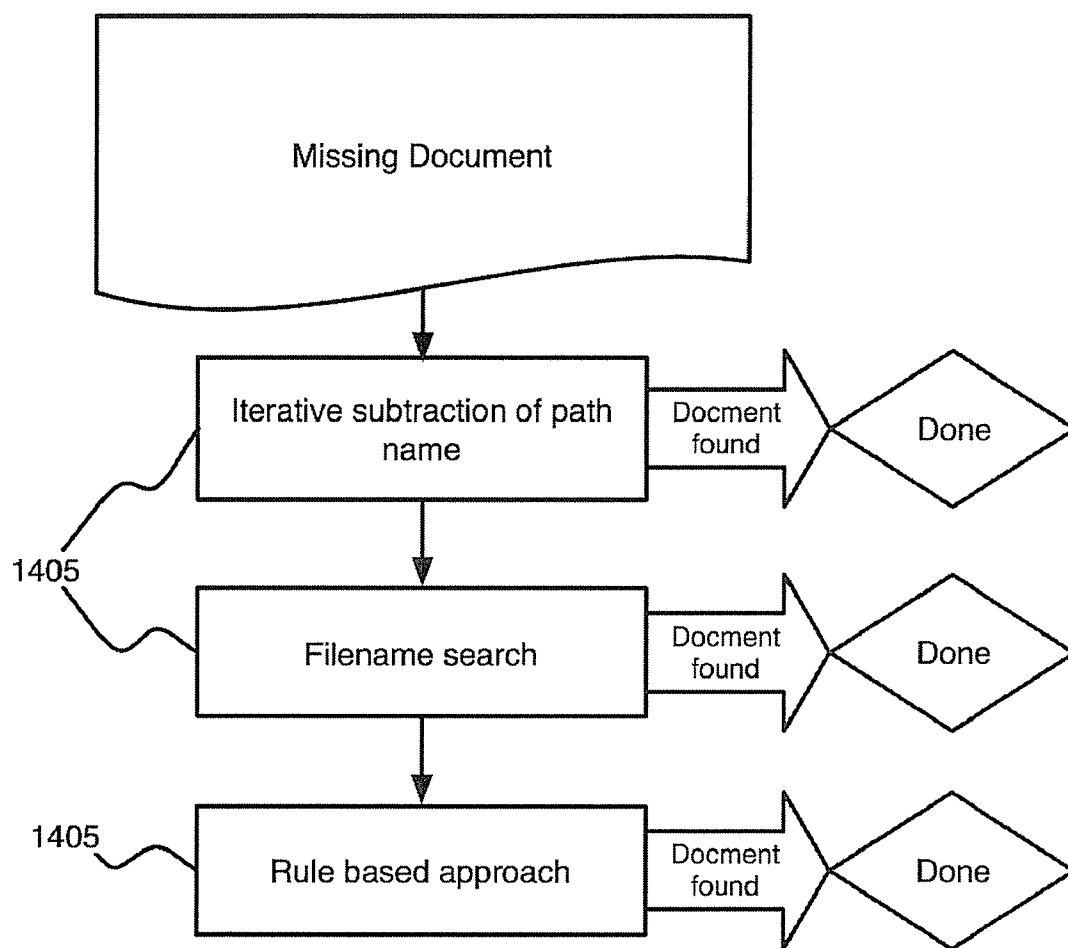 Missing Document
Iterative subtraction of path
name
Docment
found
Done
1405
Filename search
Docment
found
Done
1405
Rule based approach
Docment
found
Done